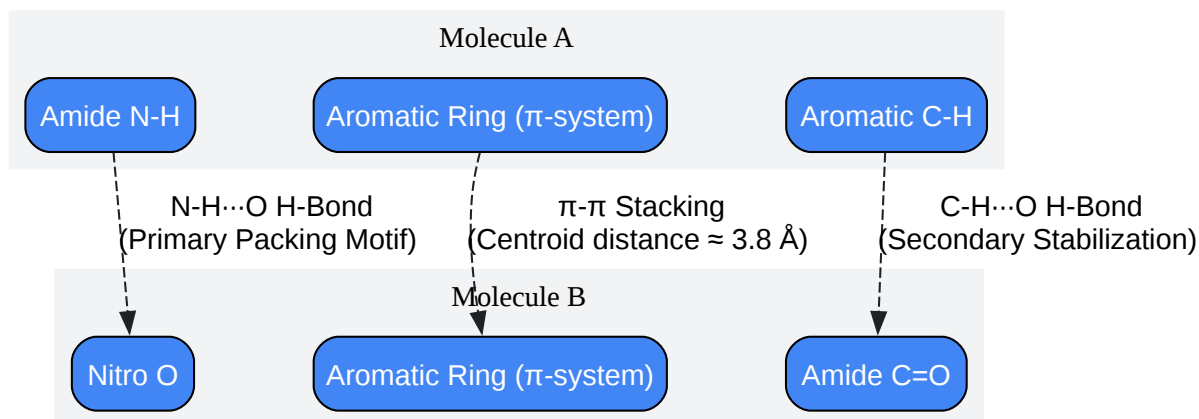 Molecule A
Amide N-H
Aromatic Ring (π-system)
Aromatic C-H
N-H···O H-Bond
(Primary Packing Motif)
π-π Stacking
(Centroid distance ≈ 3.8 Å)
C-H···O H-Bond
(Secondary Stabilization)
Molecule B
Nitro O
Aromatic Ring (π-system)
Amide C=O